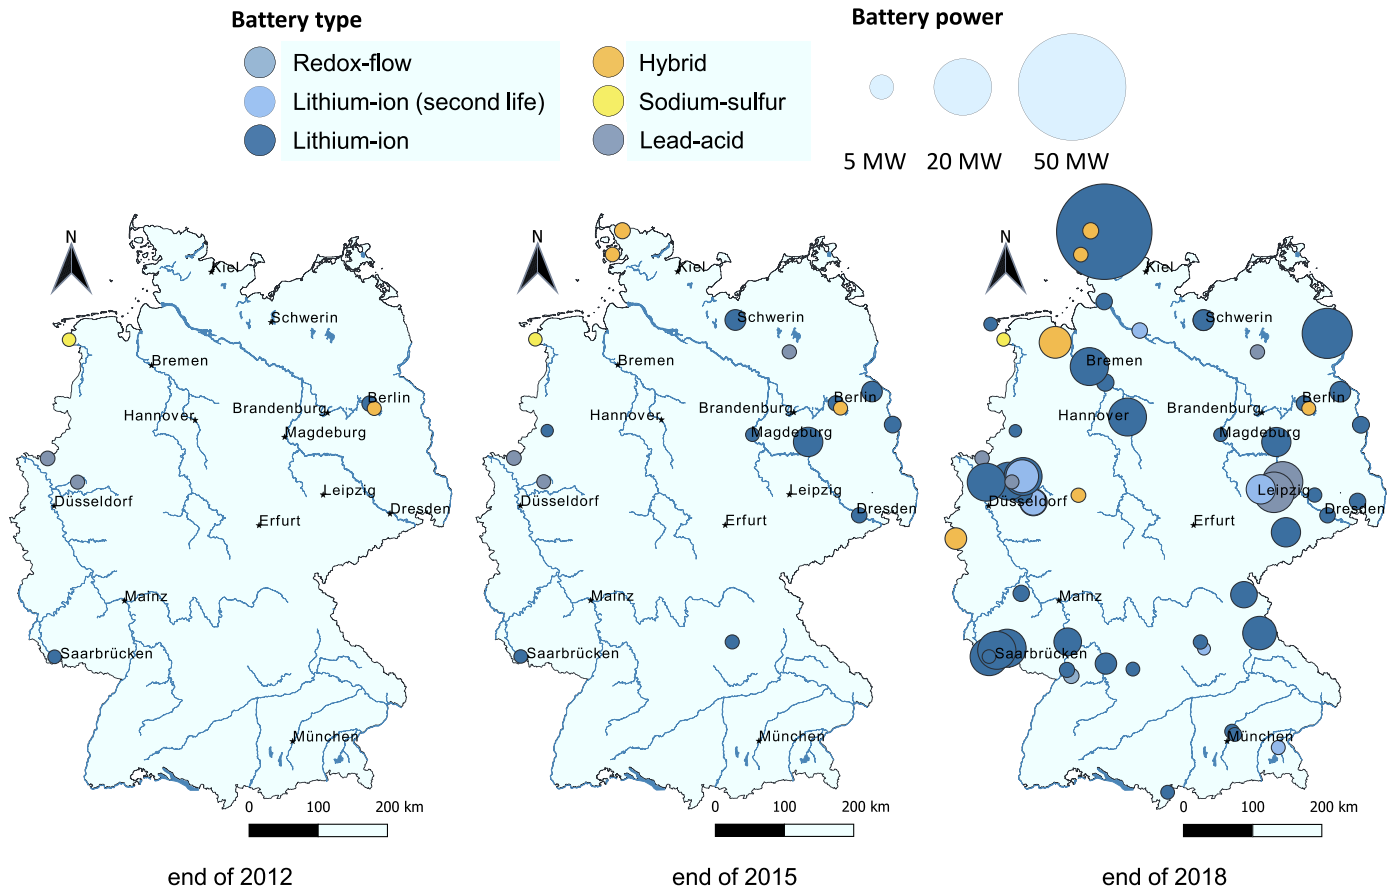 Battery type
Battery power
Redox-flow
Lithium-ion (second life)
Lithium-ion
Hybrid
Sodium-sulfur
Lead-acid
5 MW
20 MW
50 MW
N
Kiel
Schwerin
Bremen
Berlin
Brandenburg
Hannover
Magdeburg
Leipzig
Düsseldorf
Dresden
Erfurt
Mainz
Saarbrücken
München
0
100
200 km
end of 2012
N
Kiel
Schwerin
Bremen
Berlin
Brandenburg
Hannover
Magdeburg
Leipzig
Düsseldorf
Dresden
Erfurt
Mainz
Saarbrücken
München
0
100
200 km
end of 2015
N
Kiel
Schwerin
Bremen
Berlin
Brandenburg
Hannover
Magdeburg
Leipzig
Düsseldorf
Dresden
Erfurt
Mainz
Saarbrücken
München
0
100
200 km
end of 2018